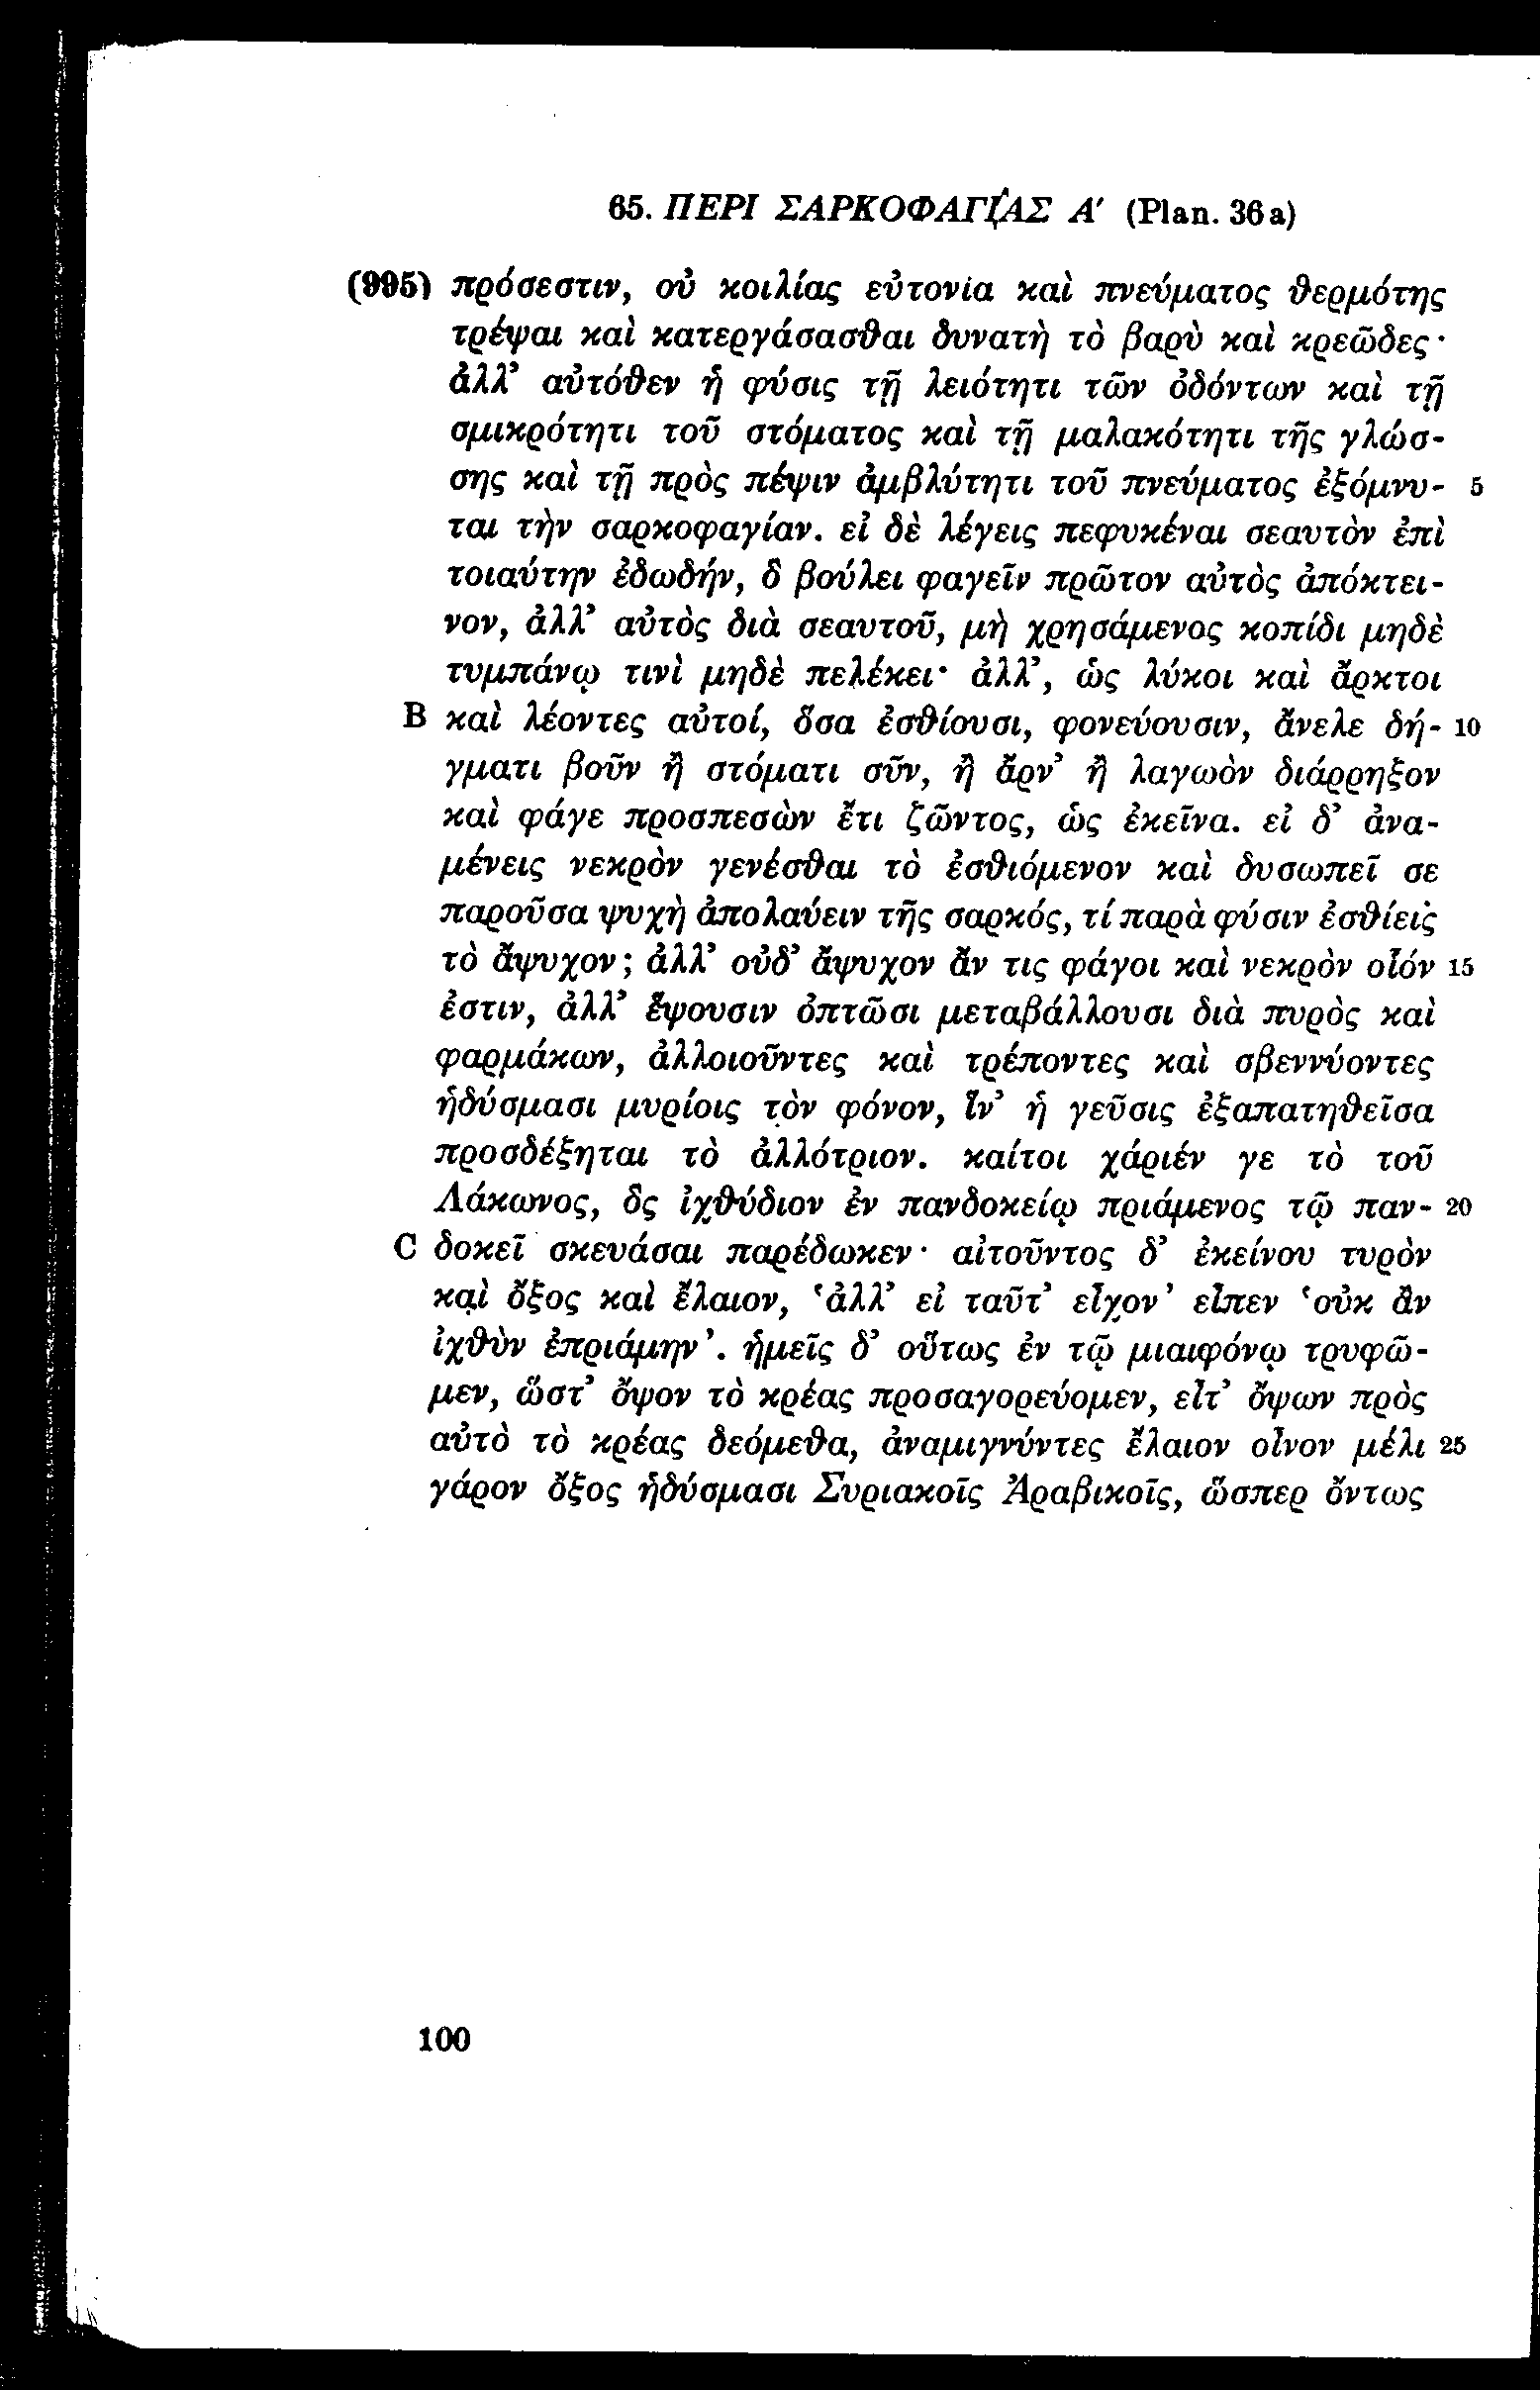 65. ΠΕΡΙ ΣΑΡΚΟΦΑΓΙΑΣ Α′ (Plan. 36a)
(995) πρόσεστιν, οὐ κοιλίας εὐτονία καὶ πνεύματος θερμότης
τρέψαι καὶ κατεργάσασθαι δυνατὴ τὸ βαρὺ καὶ κρεῶδες·
ἀλλ’ αὐτόθεν ἡ φύσις τῇ λειότητι τῶν ὀδόντων καὶ τῇ
σμικρότητι τοῦ στόματος καὶ τῇ μαλακότητι τῆς γλώσ-
σης καὶ τῇ πρὸς πέψιν ἀμβλύτητι τοῦ πνεύματος ἐξόμνυ- 5
ται τὴν σαρκοφαγίαν. εἰ δὲ λέγεις πεφυκέναι σεαυτὸν ἐπὶ
τοιαύτην ἐδωδήν, ὃ βούλει φαγεῖν πρῶτον αὐτὸς ἀπόκτει-
νον, ἀλλ’ αὐτὸς διὰ σεαυτοῦ, μὴ χρησάμενος κοπίδι μηδὲ
τυμπάνῳ τινὶ μηδὲ πελέκει· ἀλλ’, ὡς λύκοι καὶ ἄρκτοι
B καὶ λέοντες αὐτοί, ὅσα ἐσθίουσι, φονεύουσιν, ἄνελε δή- 10
γματι βοῦν ἢ στόματι σῦν, ἢ ἄρν’ ἢ λαγωὸν διάρρηξον
καὶ φάγε προσπεσὼν ἔτι ζῶντος, ὡς ἐκεῖνα. εἰ δ’ ἀνα-
μένεις νεκρὸν γενέσθαι τὸ ἐσθιόμενον καὶ δυσωπεῖ σε
παροῦσα ψυχὴ ἀπολαύειν τῆς σαρκός, τί παρὰ φύσιν ἐσθίεις
τὸ ἄψυχον; ἀλλ’ οὐδ’ ἄψυχον ἄν τις φάγοι καὶ νεκρὸν οἷόν 15
ἐστιν, ἀλλ’ ἕψουσιν ὀπτῶσι μεταβάλλουσι διὰ πυρὸς καὶ
φαρμάκων, ἀλλοιοῦντες καὶ τρέποντες καὶ σβεννύοντες
ἡδύσμασι μυρίοις τὸν φόνον, ἵν’ ἡ γεῦσις ἐξαπατηθεῖσα
προσδέξηται τὸ ἀλλότριον. καίτοι χάριέν γε τὸ τοῦ
Λάκωνος, ὃς ἰχθύδιον ἐν πανδοκείῳ πριάμενος τῷ παν- 20
C δοκεῖ σκευάσαι παρέδωκεν· αἰτοῦντος δ’ ἐκείνου τυρὸν
καὶ ὄξος καὶ ἔλαιον, ‘ἀλλ’ εἰ ταῦτ’ εἶχον’ εἶπεν ‘οὐκ ἂν
ἰχθὺν ἐπριάμην’. ἡμεῖς δ’ οὕτως ἐν τῷ μιαιφόνῳ τρυφῶ-
μεν, ὥστ’ ὄψον τὸ κρέας προσαγορεύομεν, εἶτ’ ὄψων πρὸς
αὐτὸ τὸ κρέας δεόμεθα, ἀναμιγνύντες ἔλαιον οἶνον μέλι 25
γάρον ὄξος ἡδύσμασι Συριακοῖς Ἀραβικοῖς, ὥσπερ ὄντως
100